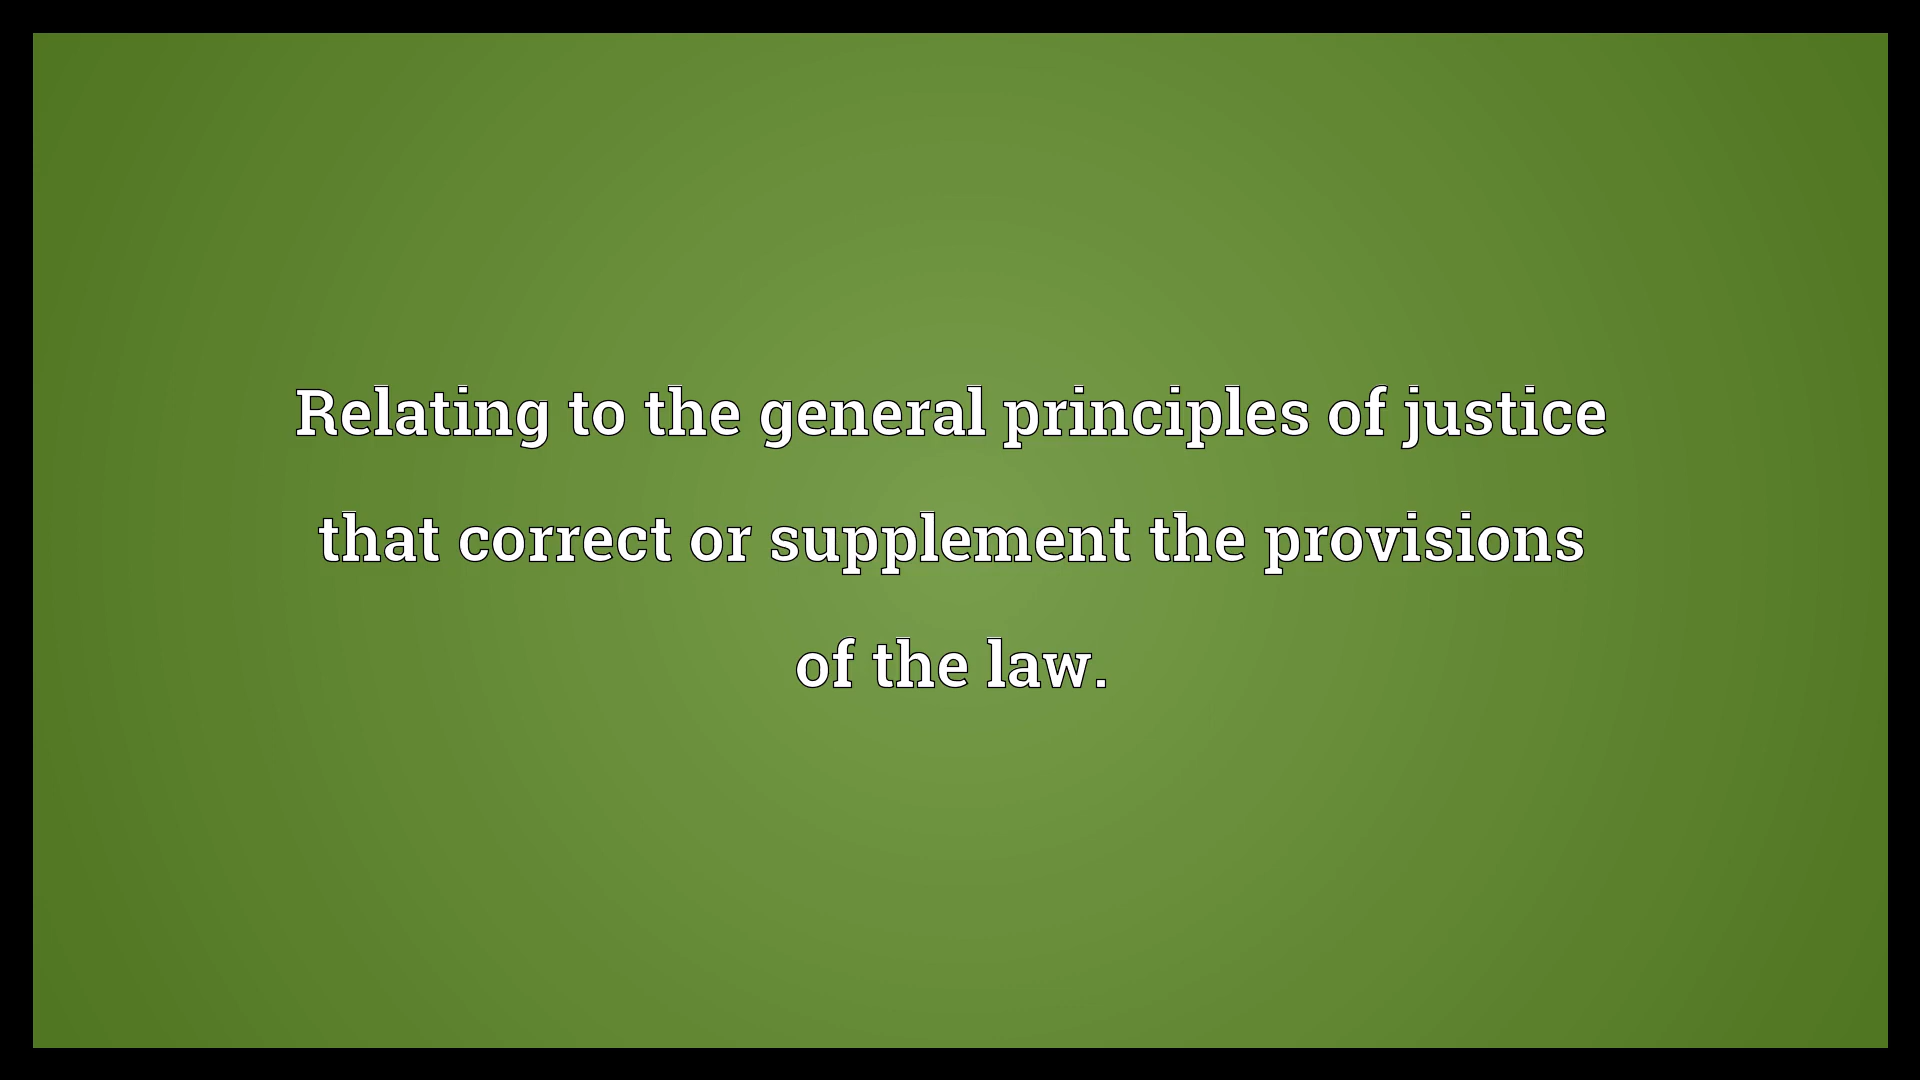 Relating to the general principles of justice
that correct or supplement the provisions
of the law.